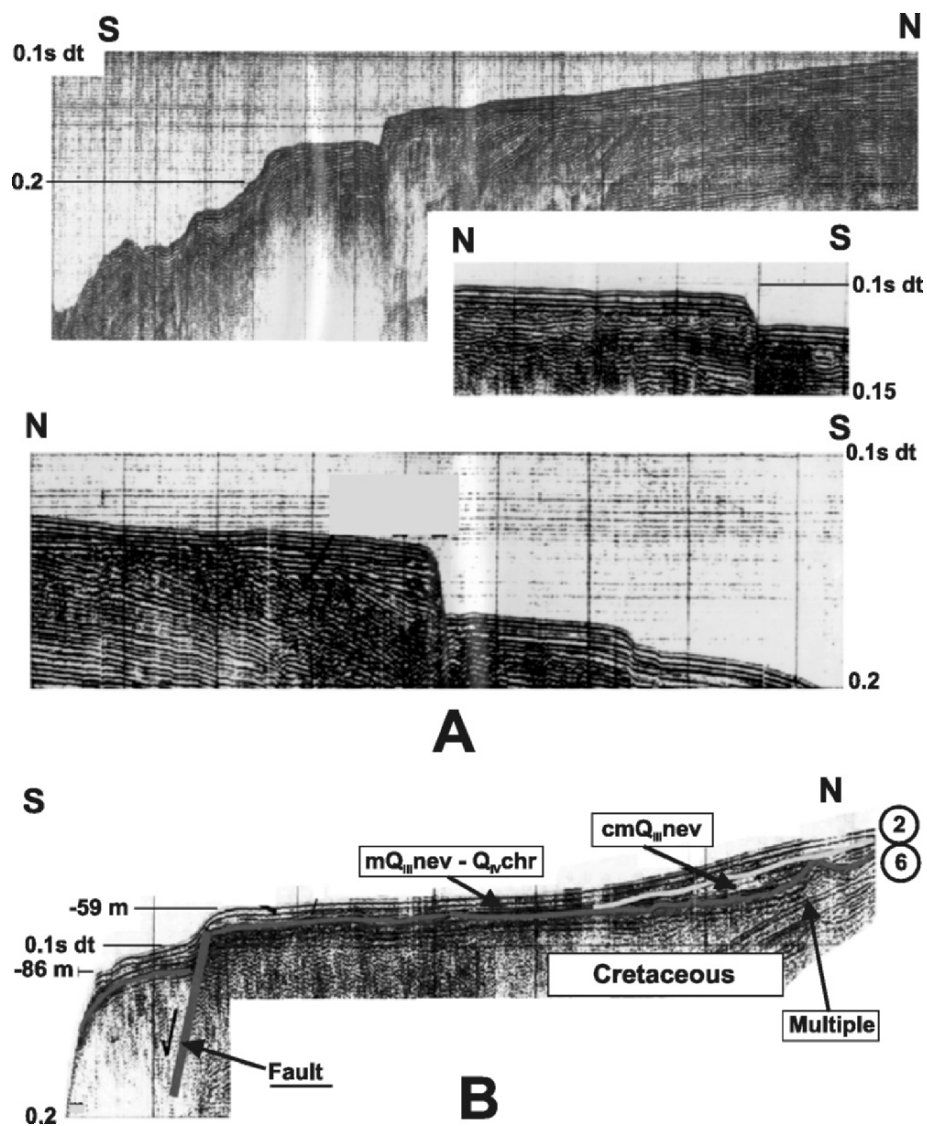 S N
0.1s dt
0.2
N S
0.1s dt
0.15
N S
0.1s dt
0.2
A
S N
cmQIIInev
2
mQIIInev - QIVchr
6
-59 m
0.1s dt
-86 m
Cretaceous
Multiple
Fault
0.2
B